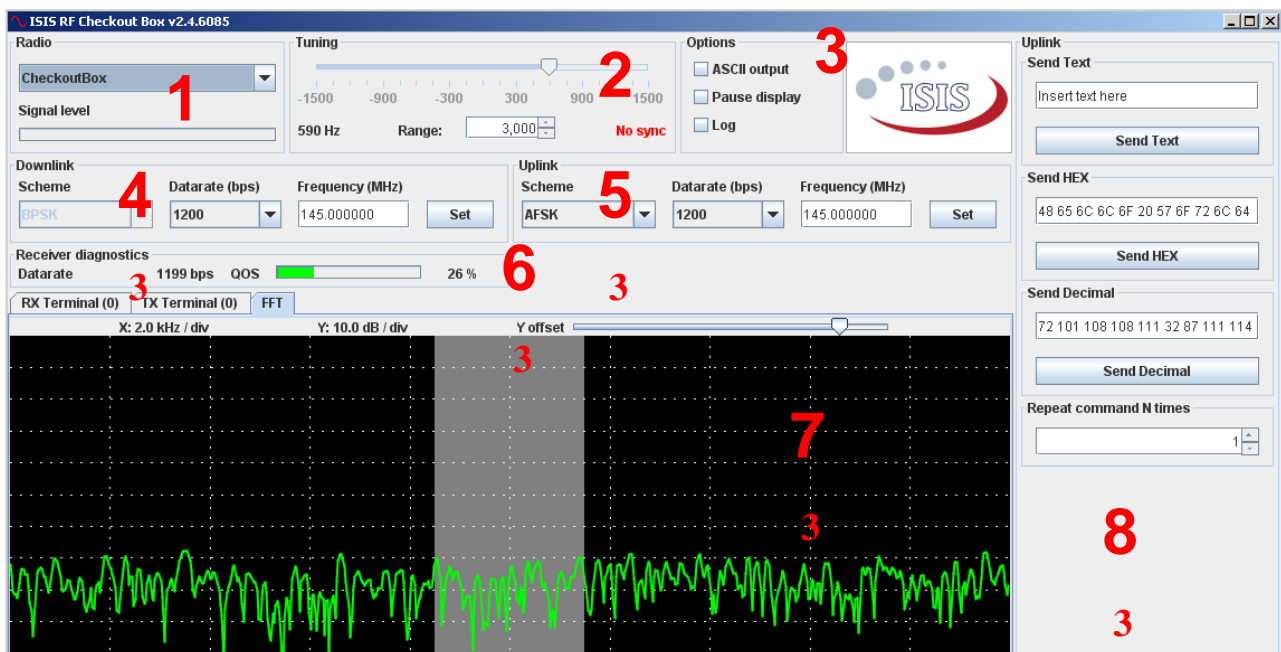 ISIS RF Checkout Box v2.4.6085
Radio
CheckoutBox
1
Signal level
Tuning
2
-1500 -900 -300 300 900 1500
590 Hz Range: 3,000 No sync
Options
3
ASCII output
Pause display
Log
ISIS
Downlink
Scheme Datarate (bps) Frequency (MHz)
4
BPSK 1200 145.000000 Set
Uplink
Scheme Datarate (bps) Frequency (MHz)
5
AFSK 1200 145.000000 Set
Receiver diagnostics
Datarate 1199 bps QOS 26 %
6
3
3
RX Terminal (0) TX Terminal (0) FFT
X: 2.0 kHz / div Y: 10.0 dB / div Y offset
3
7
3
Uplink
Send Text
Insert text here
Send Text
Send HEX
48 65 6C 6C 6F 20 57 6F 72 6C 64
Send HEX
Send Decimal
72 101 108 108 111 32 87 111 114
Send Decimal
Repeat command N times
1
8
3